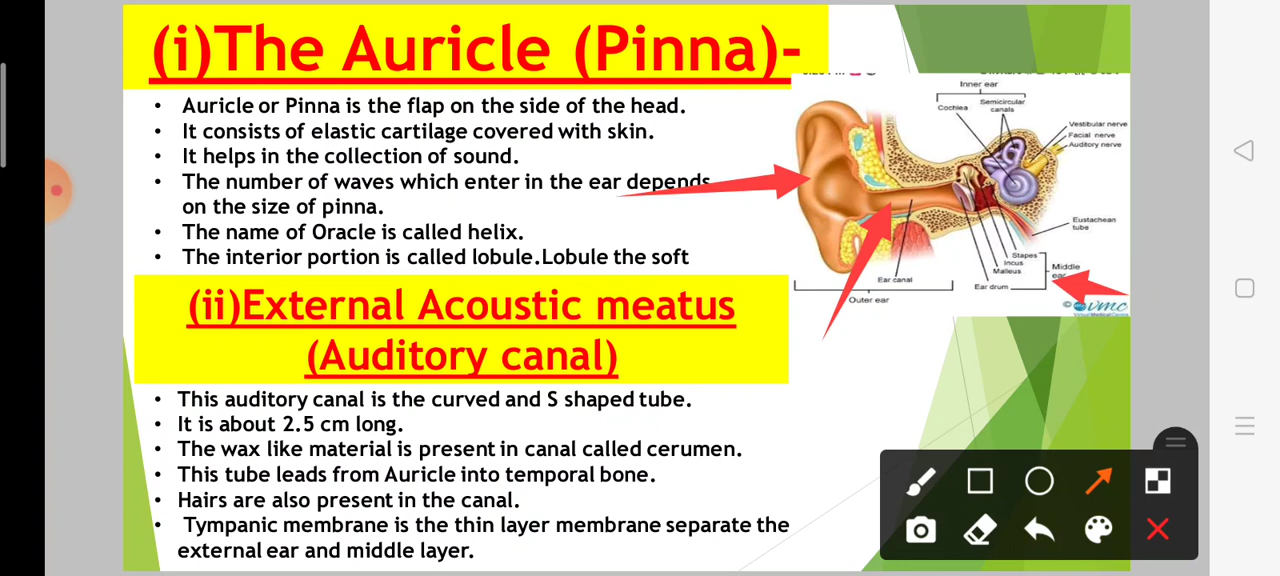 (i)The Auricle (Pinna)-
• Auricle or Pinna is the flap on the side of the head.
• It consists of elastic cartilage covered with skin.
• It helps in the collection of sound.
• The number of waves which enter in the ear depends
on the size of pinna.
• The name of Oracle is called helix.
• The interior portion is called lobule.Lobule the soft
Inner ear
Cochlea
Semicircular
canals
Vestibular nerve
Facial nerve
Auditory nerve
Eustachean
tube
Stapes
Incus
Malleus
Ear drum
Middle
ear
Ear canal
Outer ear
© vmc
(ii)External Acoustic meatus
(Auditory canal)
• This auditory canal is the curved and S shaped tube.
• It is about 2.5 cm long.
• The wax like material is present in canal called cerumen.
• This tube leads from Auricle into temporal bone.
• Hairs are also present in the canal.
• Tympanic membrane is the thin layer membrane separate the
external ear and middle layer.